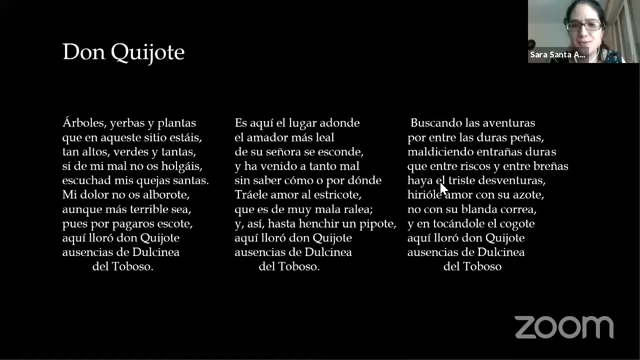 Don Quijote
Sara Santa A...
Árboles, yerbas y plantas
que en aqueste sitio estáis,
tan altos, verdes y tantas,
si de mi mal no os holgáis,
escuchad mis quejas santas.
Mi dolor no os alborote,
aunque más terrible sea,
pues por pagaros escote,
aquí lloró don Quijote
ausencias de Dulcinea
del Toboso.
Es aquí el lugar adonde
el amador más leal
de su señora se esconde,
y ha venido a tanto mal
sin saber cómo o por dónde
Tráele amor al estricote,
que es de muy mala ralea;
y, así, hasta henchir un pipote,
aquí lloró don Quijote
ausencias de Dulcinea
del Toboso.
Buscando las aventuras
por entre las duras peñas,
maldiciendo entrañas duras
que entre riscos y entre breñas
haya el triste desventuras,
hirióle amor con su azote,
no con su blanda correa,
y en tocándole el cogote
aquí lloró don Quijote
ausencias de Dulcinea
del Toboso
zoom